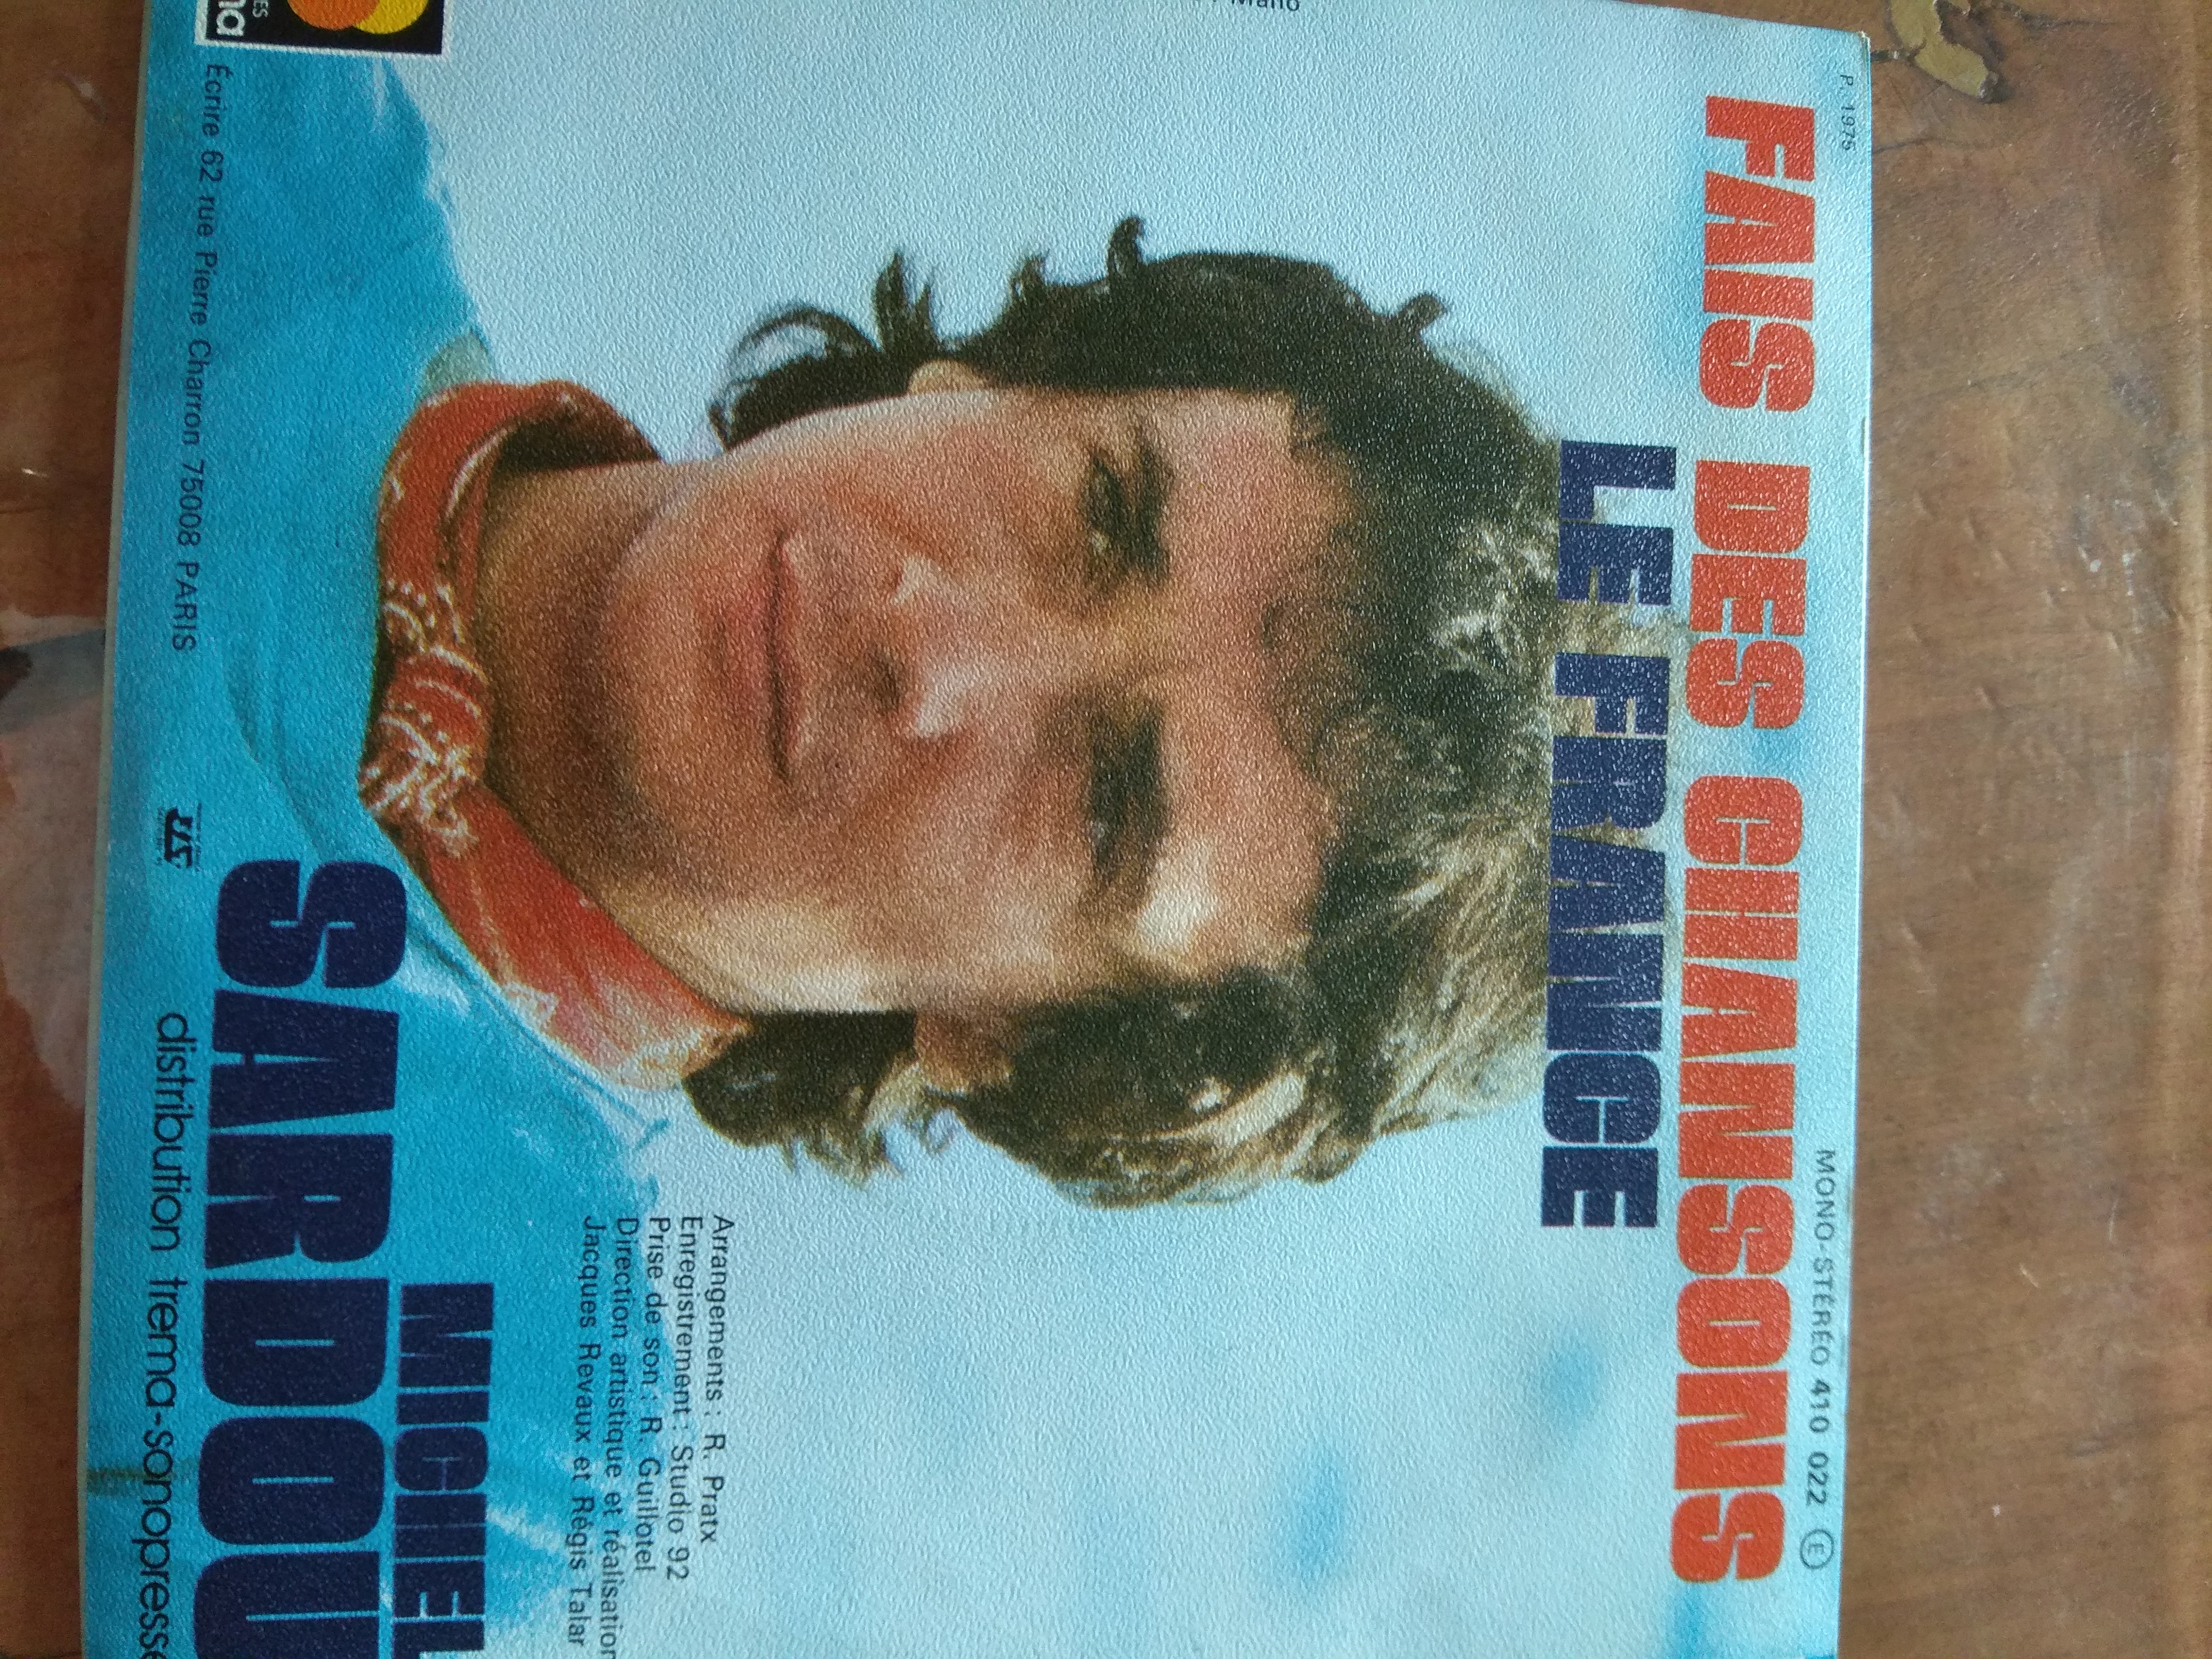 P. 1975
MONO-STÉRÉO 410 022 E
FAIS DES CHANSONS
LE FRANCE
Arrangements : R. Pratx
Enregistrement : Studio 92
Prise de son : R. Guillotel
Direction artistique et réalisation
Jacques Revaux et Régis Talar
MICHEL
SARDOU
Écrire 62 rue Pierre Charron 75008 PARIS
distribution trema-sonopresse